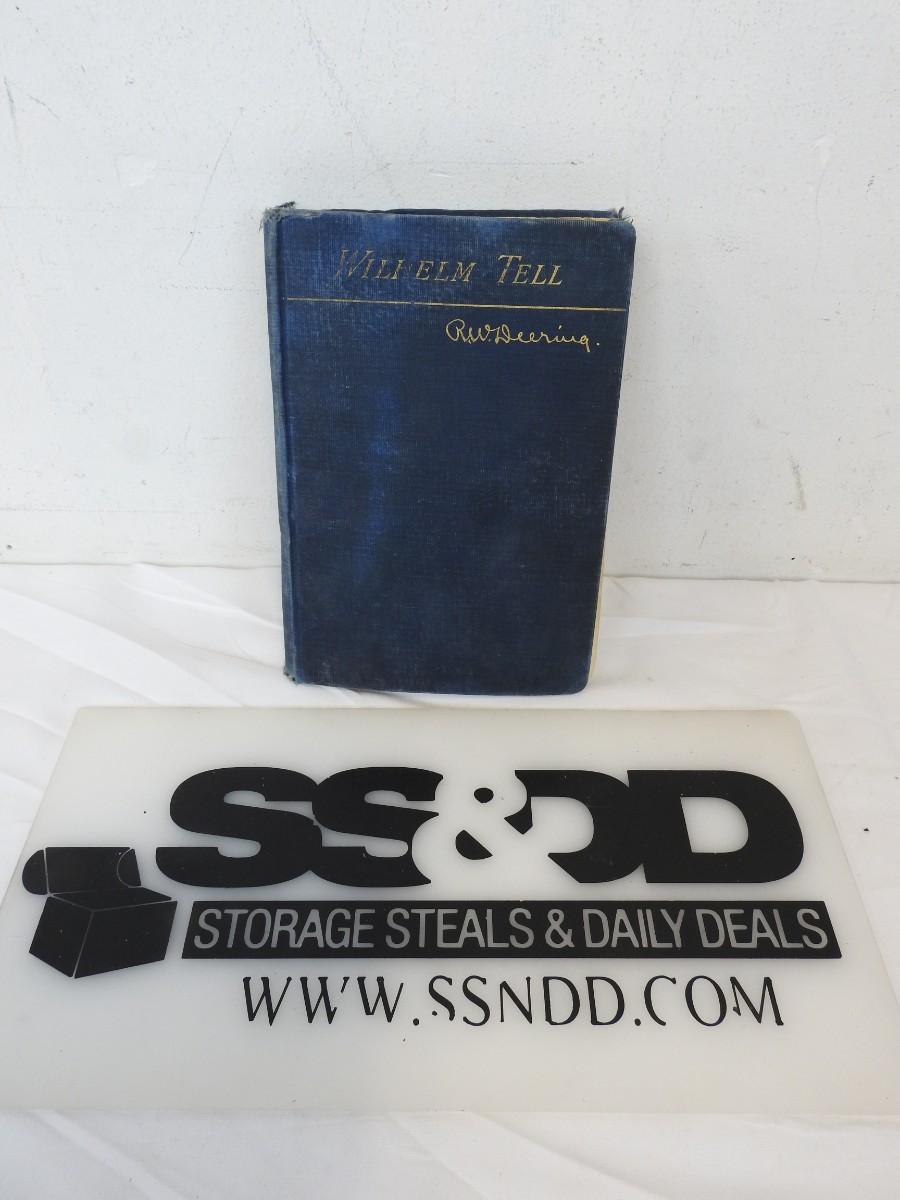 WILHELM TELL
R.W. Deering.
SS&DD
STORAGE STEALS & DAILY DEALS
WWW.SSNDD.COM